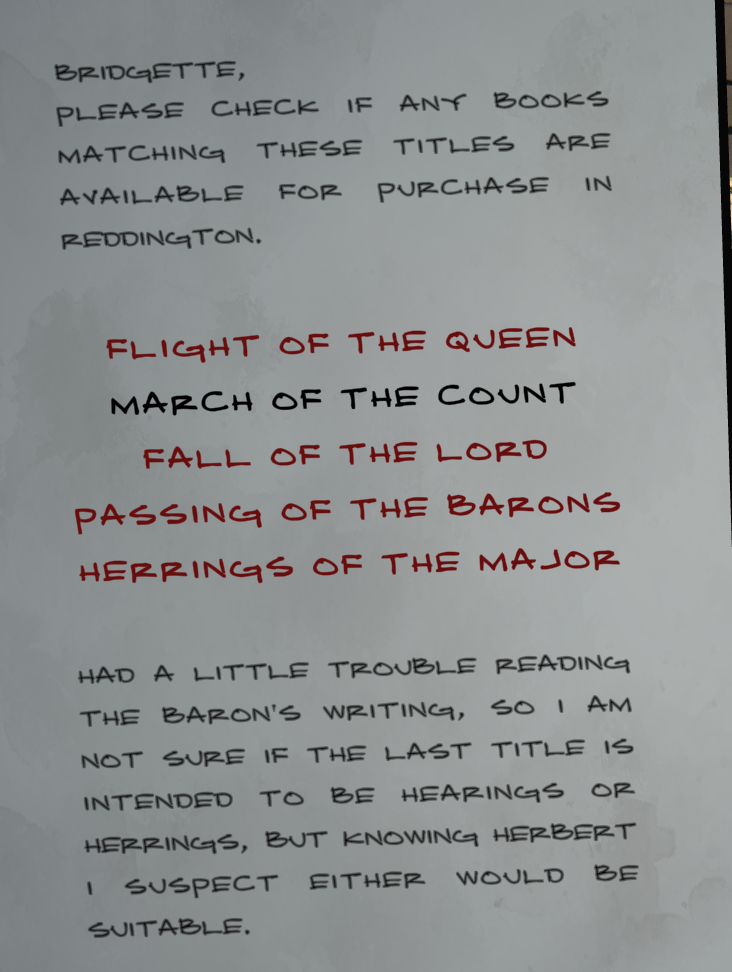 BRIDGETTE,
PLEASE CHECK IF ANY BOOKS
MATCHING THESE TITLES ARE
AVAILABLE FOR PURCHASE IN
REDDINGTON.
FLIGHT OF THE QUEEN
MARCH OF THE COUNT
FALL OF THE LORD
PASSING OF THE BARONS
HERRINGS OF THE MAJOR
HAD A LITTLE TROUBLE READING
THE BARON'S WRITING, SO I AM
NOT SURE IF THE LAST TITLE IS
INTENDED TO BE HEARINGS OR
HERRINGS, BUT KNOWING HERBERT
I SUSPECT EITHER WOULD BE
SUITABLE.